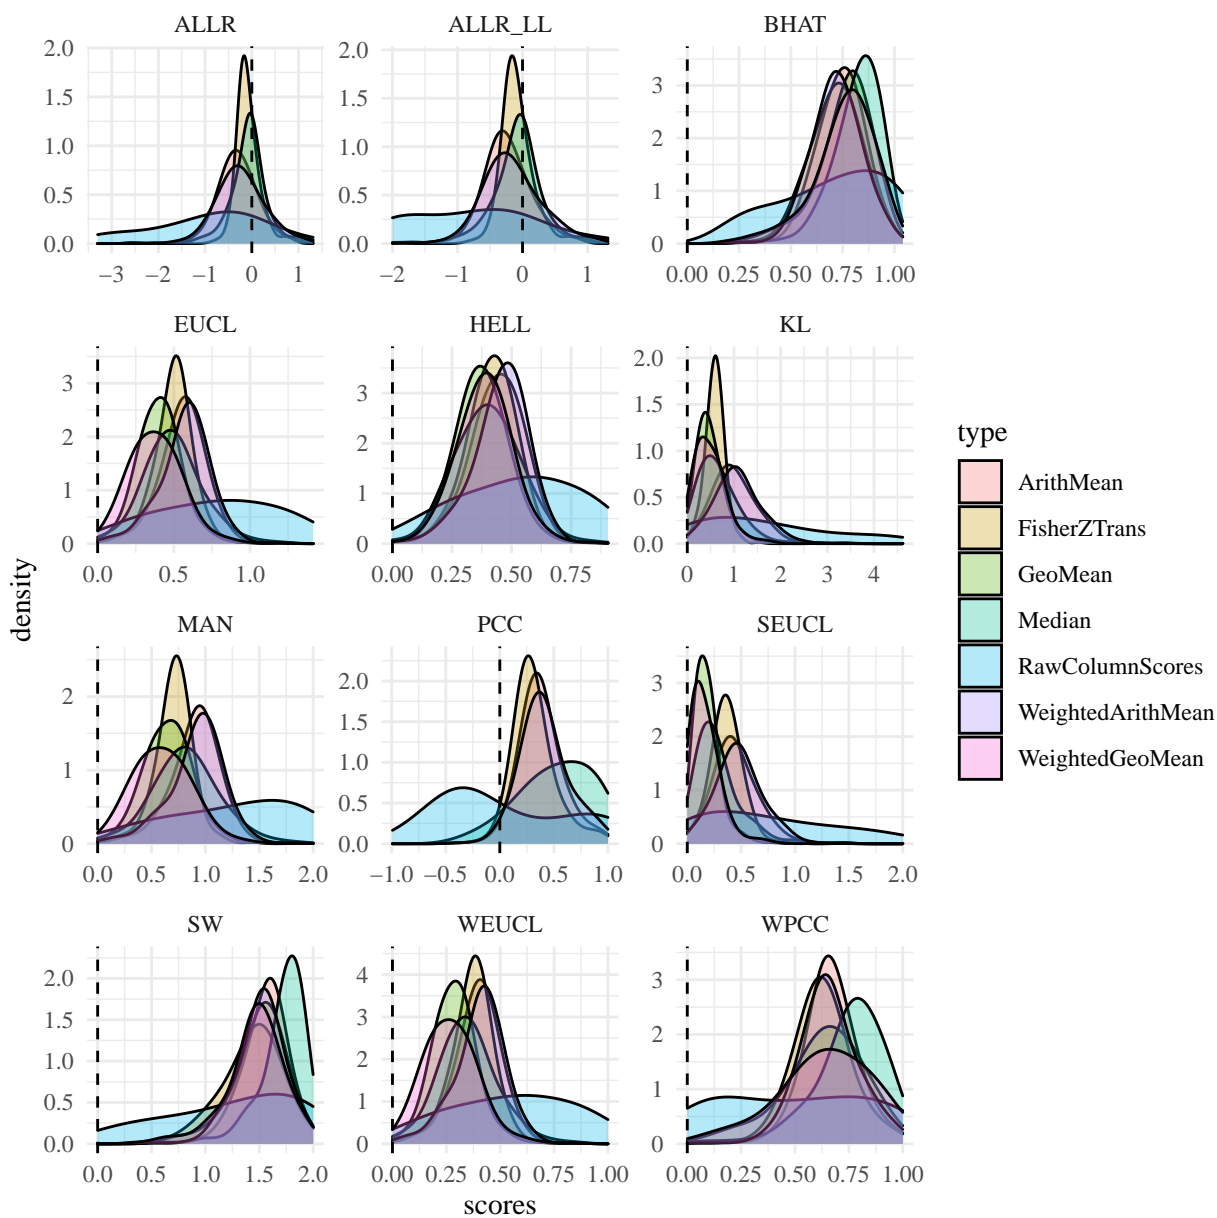 ALLR ALLR_LL BHAT
2.0 1.5 1.0 0.5 0.0
−3 −2 −1 0 1
2.0 1.5 1.0 0.5 0.0
−2 −1 0 1
3 2 1 0
0.00 0.25 0.50 0.75 1.00
EUCL HELL KL
3 2 1 0
0.0 0.5 1.0
3 2 1 0
0.00 0.25 0.50 0.75
2.0 1.5 1.0 0.5 0.0
0 1 2 3 4
MAN PCC SEUCL
2 1 0
0.0 0.5 1.0 1.5 2.0
2.0 1.5 1.0 0.5 0.0
−1.0 −0.5 0.0 0.5 1.0
3 2 1 0
0.0 0.5 1.0 1.5 2.0
SW WEUCL WPCC
2.0 1.5 1.0 0.5 0.0
0.0 0.5 1.0 1.5 2.0
4 3 2 1 0
0.00 0.25 0.50 0.75 1.00
3 2 1 0
0.00 0.25 0.50 0.75 1.00
scores
density
type
ArithMean
FisherZTrans
GeoMean
Median
RawColumnScores
WeightedArithMean
WeightedGeoMean